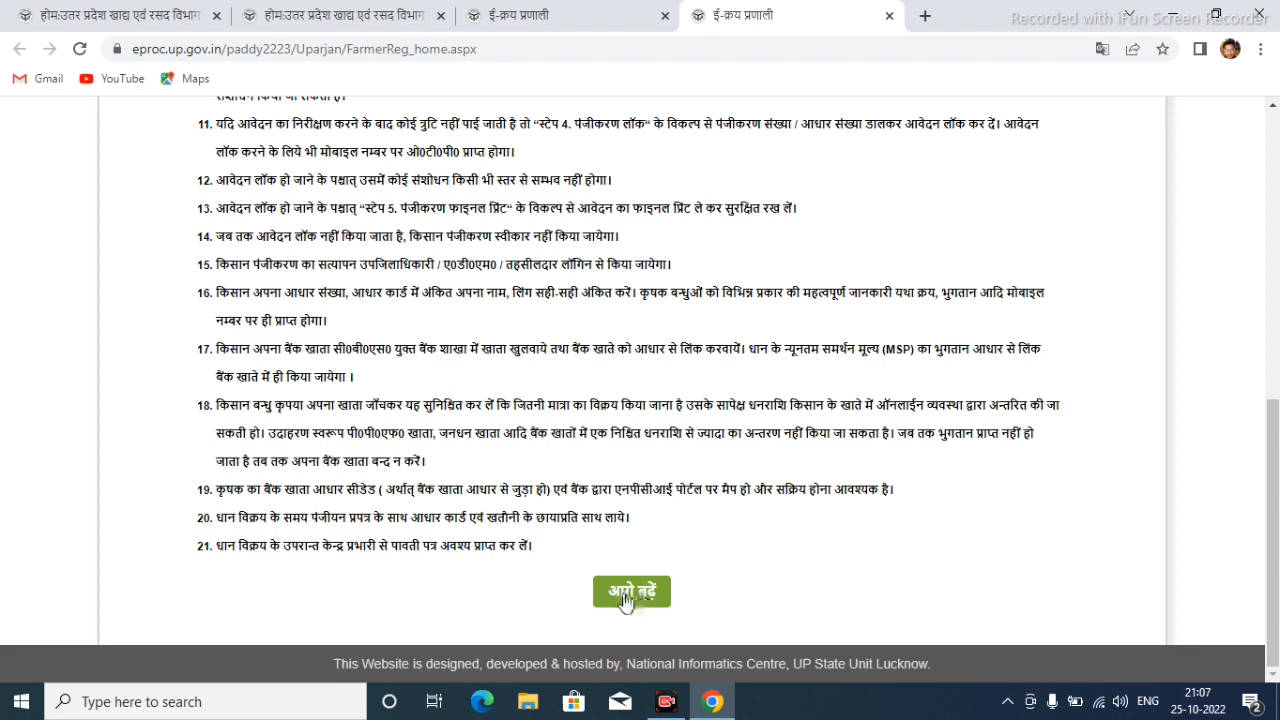 होम:उतर प्रदेश खाद्य एवं रसद विभाग
होम:उतर प्रदेश खाद्य एवं रसद विभाग
ई-क्रय प्रणाली
ई-क्रय प्रणाली
Recorded with iFun Screen Recorder
eproc.up.gov.in/paddy2223/Uparjan/FarmerReg_home.aspx
Gmail YouTube Maps
11. यदि आवेदन का निरीक्षण करने के बाद कोई त्रुटि नहीं पाई जाती है तो “स्टेप 4. पंजीकरण लॉक“ के विकल्प से पंजीकरण संख्या / आधार संख्या डालकर आवेदन लॉक कर दें। आवेदन
लॉक करने के लिये भी मोबाइल नम्बर पर ओ0टी0पी0 प्राप्त होगा।
12. आवेदन लॉक हो जाने के पश्चात् उसमें कोई संशोधन किसी भी स्तर से सम्भव नहीं होगा।
13. आवेदन लॉक हो जाने के पश्चात् “स्टेप 5. पंजीकरण फाइनल प्रिंट“ के विकल्प से आवेदन का फाइनल प्रिंट ले कर सुरक्षित रख लें।
14. जब तक आवेदन लॉक नहीं किया जाता है, किसान पंजीकरण स्वीकार नहीं किया जायेगा।
15. किसान पंजीकरण का सत्यापन उपजिलाधिकारी / ए0डी0एम0 / तहसीलदार लॉगिन से किया जायेगा।
16. किसान अपना आधार संख्या, आधार कार्ड में अंकित अपना नाम, लिंग सही-सही अंकित करें। कृषक बन्धुओं को विभिन्न प्रकार की महत्वपूर्ण जानकारी यथा क्रय, भुगतान आदि मोबाइल
नम्बर पर ही प्राप्त होगा।
17. किसान अपना बैंक खाता सी0बी0एस0 युक्त बैंक शाखा में खाता खुलवाये तथा बैंक खाते को आधार से लिंक करवायें। धान के न्यूनतम समर्थन मूल्य (MSP) का भुगतान आधार से लिंक
बैंक खाते में ही किया जायेगा ।
18. किसान बन्धु कृपया अपना खाता जाँचकर यह सुनिश्चित कर लें कि जितनी मात्रा का विक्रय किया जाना है उसके सापेक्ष धनराशि किसान के खाते में ऑनलाईन व्यवस्था द्वारा अन्तरित की जा
सकती हो। उदाहरण स्वरूप पी0पी0एफ0 खाता, जनधन खाता आदि बैंक खातों में एक निश्चित धनराशि से ज्यादा का अन्तरण नहीं किया जा सकता है। जब तक भुगतान प्राप्त नहीं हो
जाता है तब तक अपना बैंक खाता बन्द न करें।
19. कृषक का बैंक खाता आधार सीडेड ( अर्थात् बैंक खाता आधार से जुड़ा हो) एवं बैंक द्वारा एनपीसीआई पोर्टल पर मैप हो और सक्रिय होना आवश्यक है।
20. धान विक्रय के समय पंजीयन प्रपत्र के साथ आधार कार्ड एवं खतौनी के छायाप्रति साथ लाये।
21. धान विक्रय के उपरान्त केन्द्र प्रभारी से पावती पत्र अवश्य प्राप्त कर लें।
आगे बढ़ें
This Website is designed, developed & hosted by, National Informatics Centre, UP State Unit Lucknow.
Type here to search
ENG
21:07
25-10-2022
2